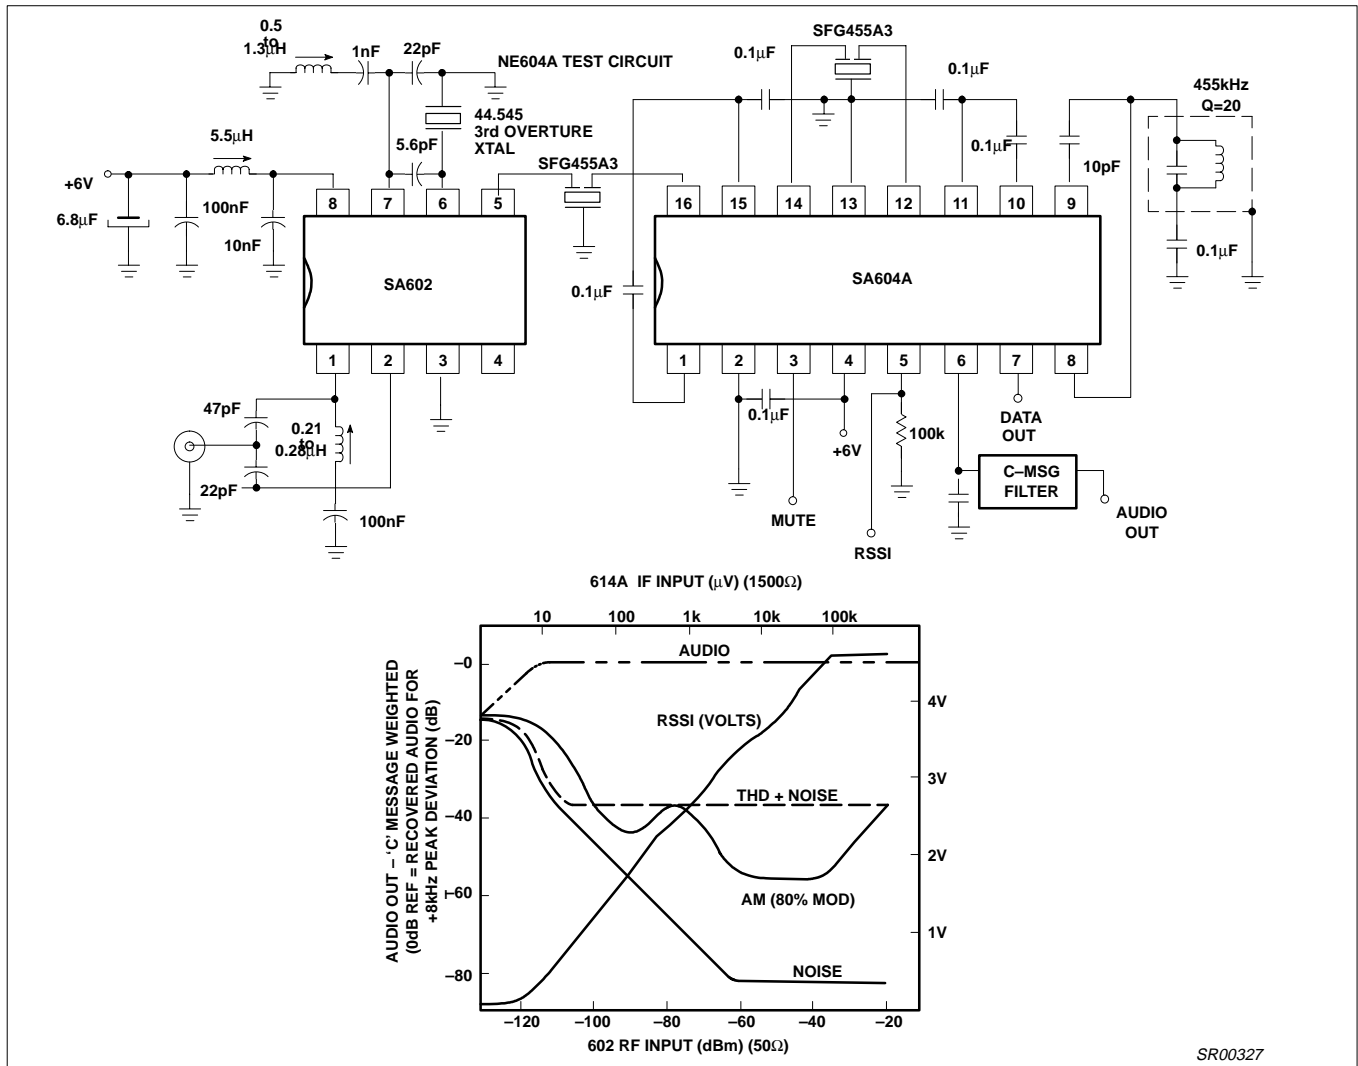 0.5
to
1.3μH
1nF
22pF
NE604A TEST CIRCUIT
SFG455A3
0.1μF
0.1μF
455kHz
Q=20
44.545
3rd OVERTURE
XTAL
5.5μH
5.6pF
SFG455A3
0.1μF
10pF
+6V
6.8μF
100nF
10nF
8 7 6 5
16 15 14 13 12 11 10 9
0.1μF
SA602
0.1μF
SA604A
1 2 3 4
1 2 3 4 5 6 7 8
47pF
0.21
to
0.28μH
22pF
100nF
0.1μF
+6V
100k
DATA
OUT
C–MSG
FILTER
MUTE
RSSI
AUDIO
OUT
614A IF INPUT (μV) (1500Ω)
10 100 1k 10k 100k
AUDIO OUT – ‘C’ MESSAGE WEIGHTED
(0dB REF = RECOVERED AUDIO FOR
+8kHz PEAK DEVIATION (dB)
–0
–20
–40
–60
–80
AUDIO
RSSI (VOLTS)
THD + NOISE
AM (80% MOD)
NOISE
4V
3V
2V
1V
–120 –100 –80 –60 –40 –20
602 RF INPUT (dBm) (50Ω)
SR00327